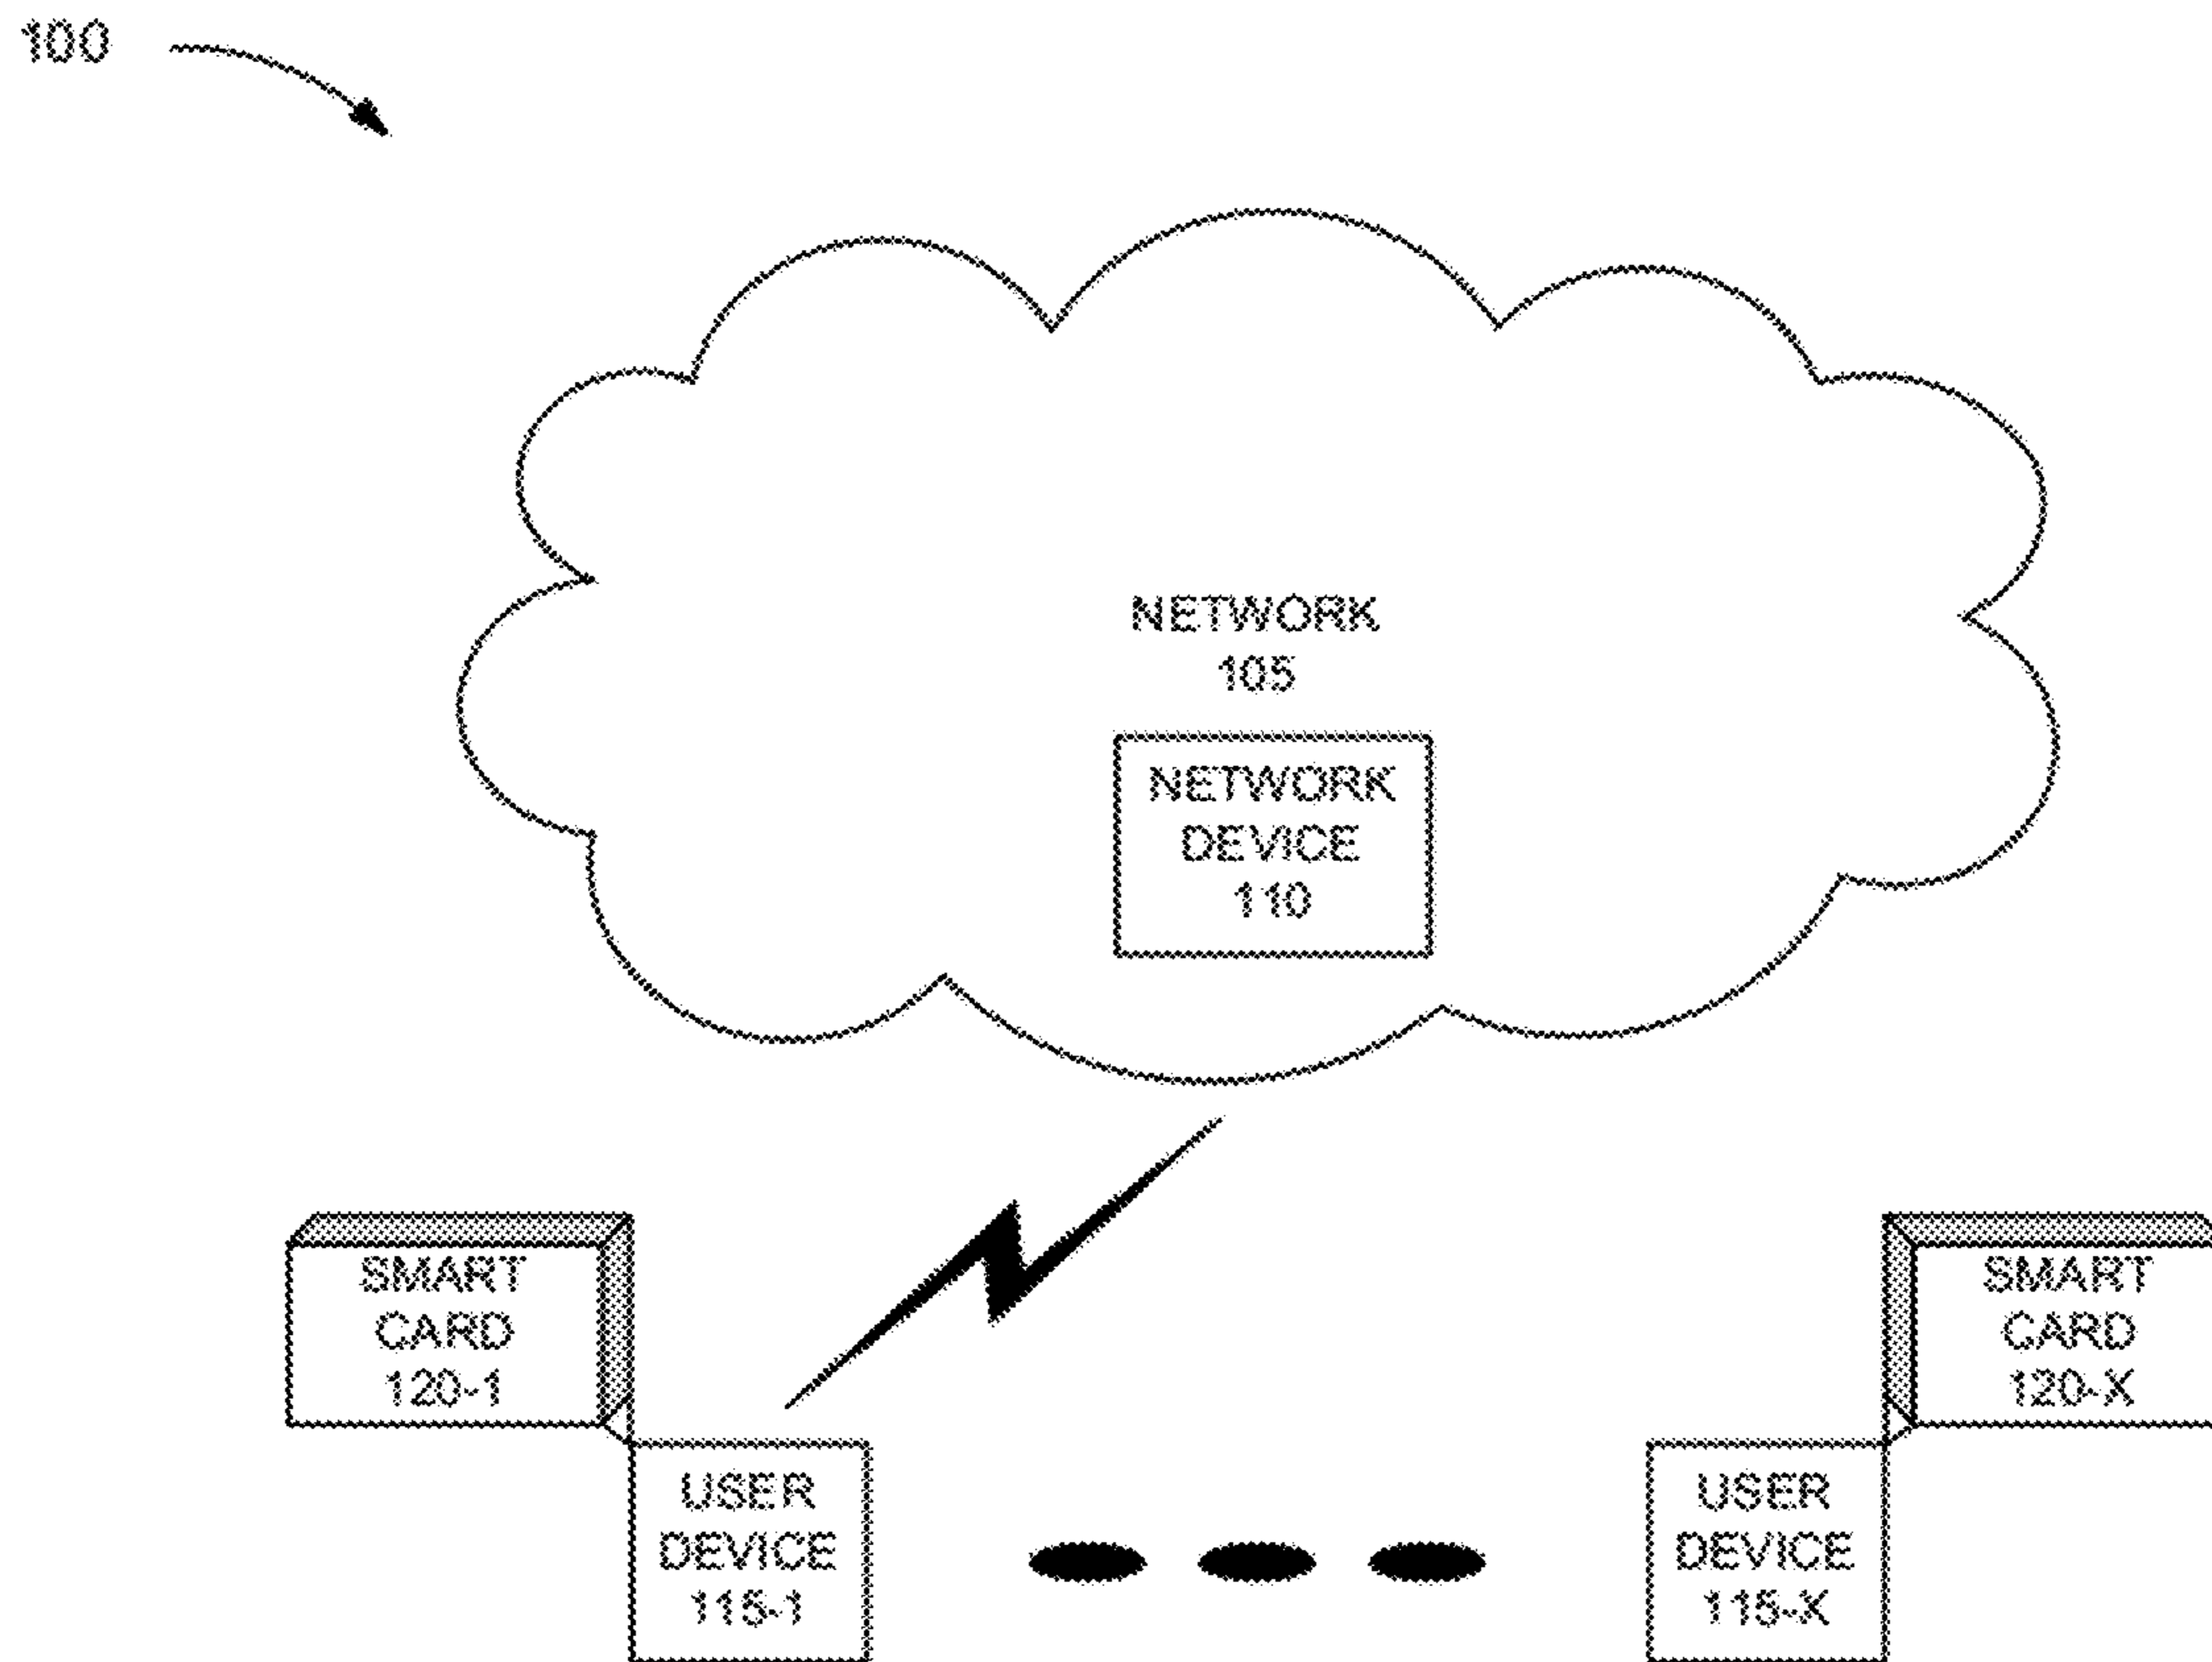 100
NETWORK
105
NETWORK
DEVICE
110
SMART
CARD
120-1
USER
DEVICE
115-1
SMART
CARD
120-X
USER
DEVICE
115-X